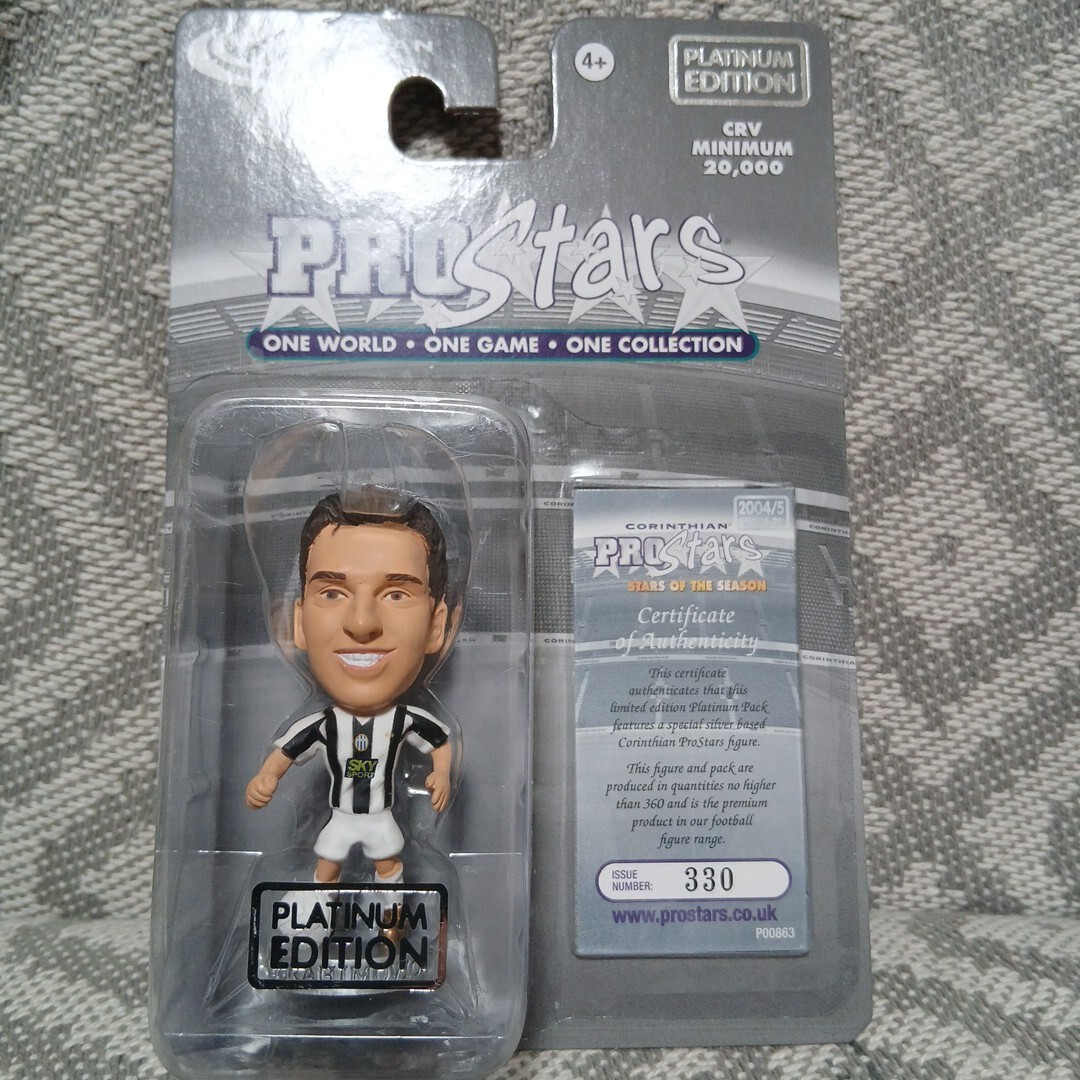 4+
PLATINUM
EDITION
CRV
MINIMUM
20,000
PROStars
ONE WORLD • ONE GAME • ONE COLLECTION
2004/5
CORINTHIAN
PROStars
STARS OF THE SEASON
Certificate
of Authenticity
This certificate
authenticates that this
limited edition Platinum Pack
features a special silver based
Corinthian ProStars figure.
This figure and pack are
produced in quantities no higher
than 360 and is the premium
product in our football
figure range.
ISSUE
NUMBER: 330
www.prostars.co.uk
P00863
SKY
SPORT
PLATINUM
EDITION